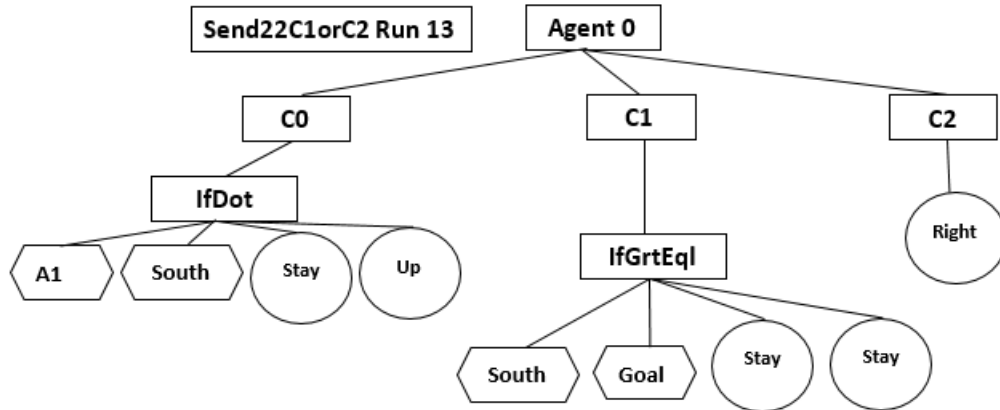 Send22C1orC2 Run 13
Agent 0
C0
C1
C2
IfDot
A1
South
Stay
Up
Right
IfGrtEql
South
Goal
Stay
Stay